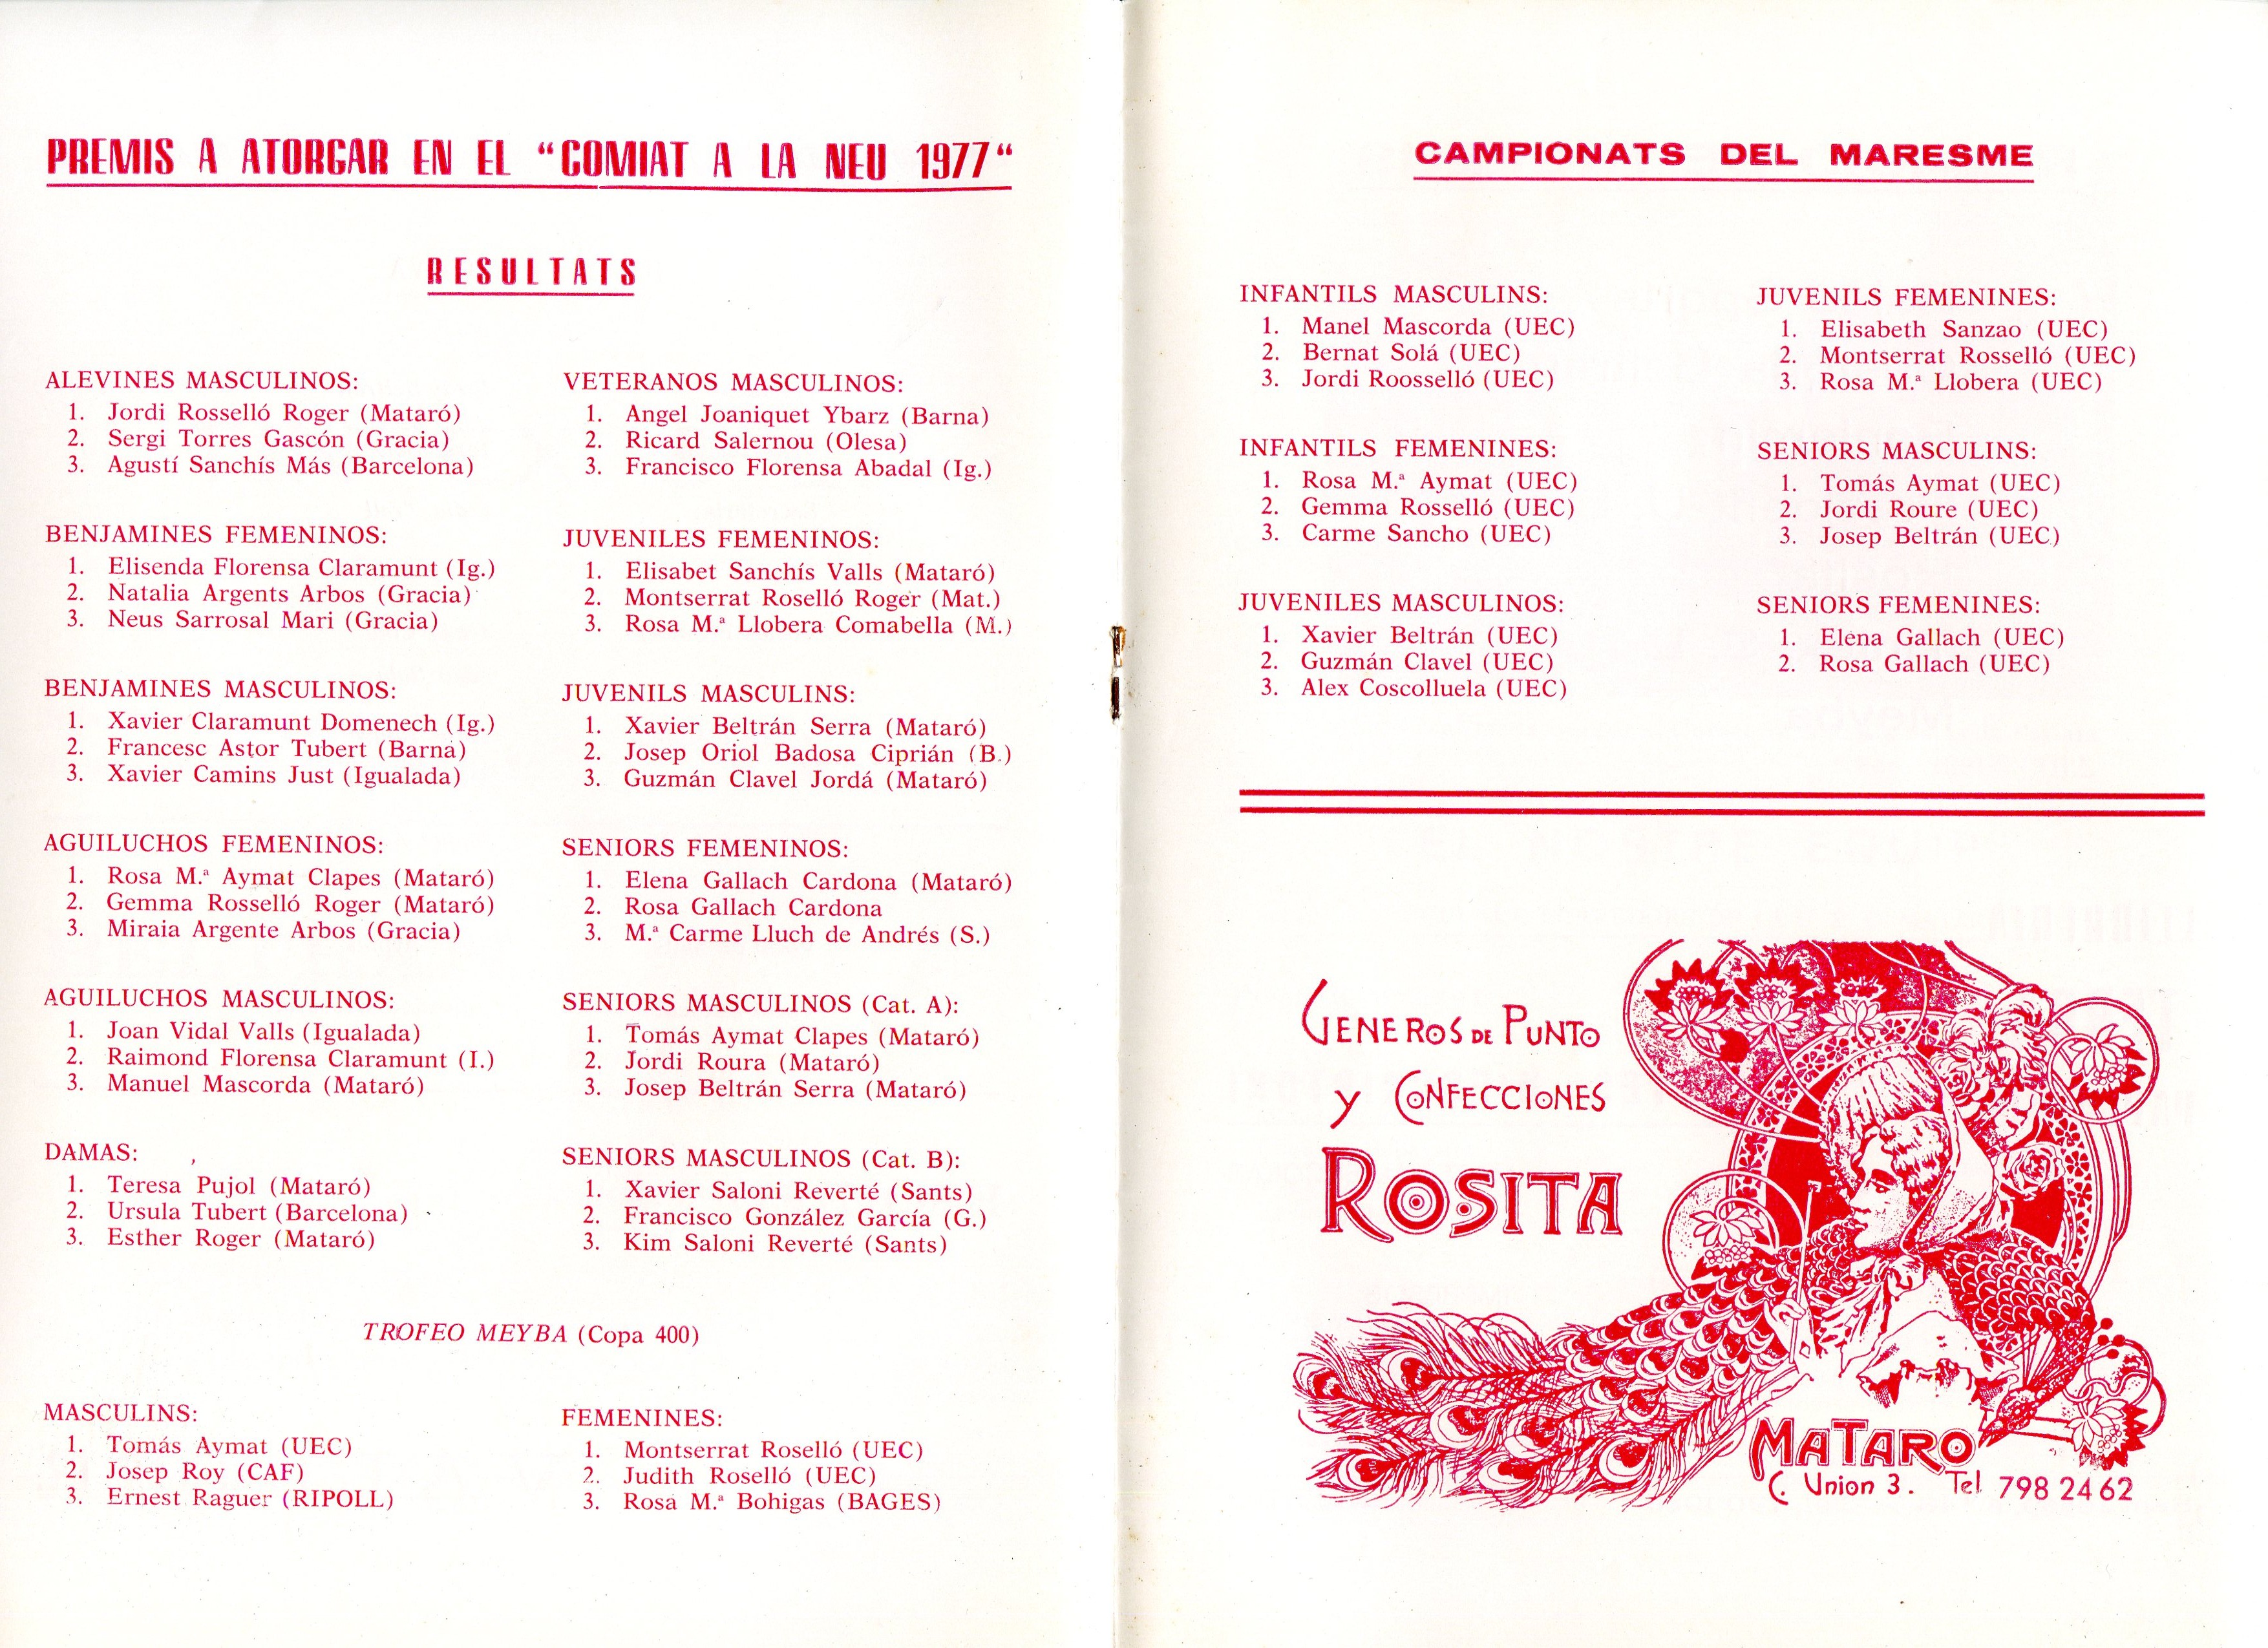 PREMIS A ATORGAR EN EL “COMIAT A LA NEU 1977“
RESULTATS
ALEVINES MASCULINOS:
1. Jordi Rosselló Roger (Mataró)
2. Sergi Torres Gascón (Gracia)
3. Agustí Sanchís Más (Barcelona)
BENJAMINES FEMENINOS:
1. Elisenda Florensa Claramunt (Ig.)
2. Natalia Argents Arbos (Gracia)
3. Neus Sarrosal Mari (Gracia)
BENJAMINES MASCULINOS:
1. Xavier Claramunt Domenech (Ig.)
2. Francesc Astor Tubert (Barna)
3. Xavier Camins Just (Igualada)
AGUILUCHOS FEMENINOS:
1. Rosa M.ª Aymat Clapes (Mataró)
2. Gemma Rosselló Roger (Mataró)
3. Miraia Argente Arbos (Gracia)
AGUILUCHOS MASCULINOS:
1. Joan Vidal Valls (Igualada)
2. Raimond Florensa Claramunt (I.)
3. Manuel Mascorda (Mataró)
DAMAS:
1. Teresa Pujol (Mataró)
2. Ursula Tubert (Barcelona)
3. Esther Roger (Mataró)
VETERANOS MASCULINOS:
1. Angel Joaniquet Ybarz (Barna)
2. Ricard Salernou (Olesa)
3. Francisco Florensa Abadal (Ig.)
JUVENILES FEMENINOS:
1. Elisabet Sanchís Valls (Mataró)
2. Montserrat Roselló Roger (Mat.)
3. Rosa M.ª Llobera Comabella (M.)
JUVENILS MASCULINS:
1. Xavier Beltrán Serra (Mataró)
2. Josep Oriol Badosa Ciprián (B.)
3. Guzmán Clavel Jordá (Mataró)
SENIORS FEMENINOS:
1. Elena Gallach Cardona (Mataró)
2. Rosa Gallach Cardona
3. M.ª Carme Lluch de Andrés (S.)
SENIORS MASCULINOS (Cat. A):
1. Tomás Aymat Clapes (Mataró)
2. Jordi Roura (Mataró)
3. Josep Beltrán Serra (Mataró)
SENIORS MASCULINOS (Cat. B):
1. Xavier Saloni Reverté (Sants)
2. Francisco González García (G.)
3. Kim Saloni Reverté (Sants)
TROFEO MEYBA (Copa 400)
MASCULINS:
1. Tomás Aymat (UEC)
2. Josep Roy (CAF)
3. Ernest Raguer (RIPOLL)
FEMENINES:
1. Montserrat Roselló (UEC)
2. Judith Roselló (UEC)
3. Rosa M.ª Bohigas (BAGES)
CAMPIONATS DEL MARESME
INFANTILS MASCULINS:
1. Manel Mascorda (UEC)
2. Bernat Solá (UEC)
3. Jordi Roosselló (UEC)
INFANTILS FEMENINES:
1. Rosa M.ª Aymat (UEC)
2. Gemma Rosselló (UEC)
3. Carme Sancho (UEC)
JUVENILES MASCULINOS:
1. Xavier Beltrán (UEC)
2. Guzmán Clavel (UEC)
3. Alex Coscolluela (UEC)
JUVENILS FEMENINES:
1. Elisabeth Sanzao (UEC)
2. Montserrat Rosselló (UEC)
3. Rosa M.ª Llobera (UEC)
SENIORS MASCULINS:
1. Tomás Aymat (UEC)
2. Jordi Roure (UEC)
3. Josep Beltrán (UEC)
SENIORS FEMENINES:
1. Elena Gallach (UEC)
2. Rosa Gallach (UEC)
GENEROS DE PUNTO
Y CONFECCIONES
ROSITA
MATARO
C. Union 3. Tel 798 24 62